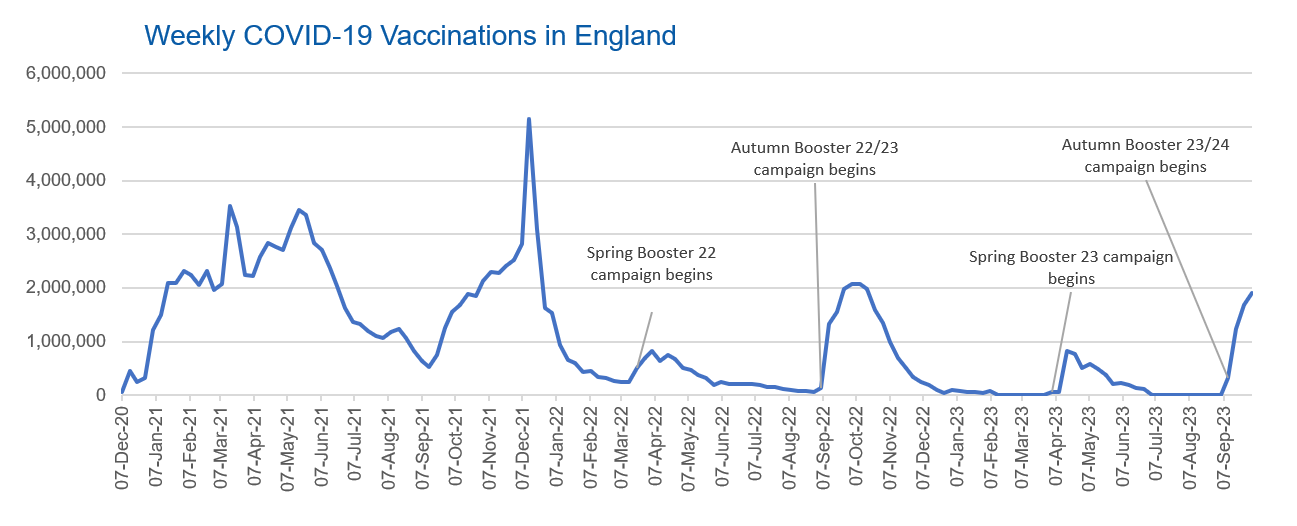 Weekly COVID-19 Vaccinations in England
6,000,000
5,000,000
4,000,000
3,000,000
2,000,000
1,000,000
0
Autumn Booster 22/23
campaign begins
Autumn Booster 23/24
campaign begins
Spring Booster 22
campaign begins
Spring Booster 23 campaign
begins
07-Dec-20
07-Jan-21
07-Feb-21
07-Mar-21
07-Apr-21
07-May-21
07-Jun-21
07-Jul-21
07-Aug-21
07-Sep-21
07-Oct-21
07-Nov-21
07-Dec-21
07-Jan-22
07-Feb-22
07-Mar-22
07-Apr-22
07-May-22
07-Jun-22
07-Jul-22
07-Aug-22
07-Sep-22
07-Oct-22
07-Nov-22
07-Dec-22
07-Jan-23
07-Feb-23
07-Mar-23
07-Apr-23
07-May-23
07-Jun-23
07-Jul-23
07-Aug-23
07-Sep-23